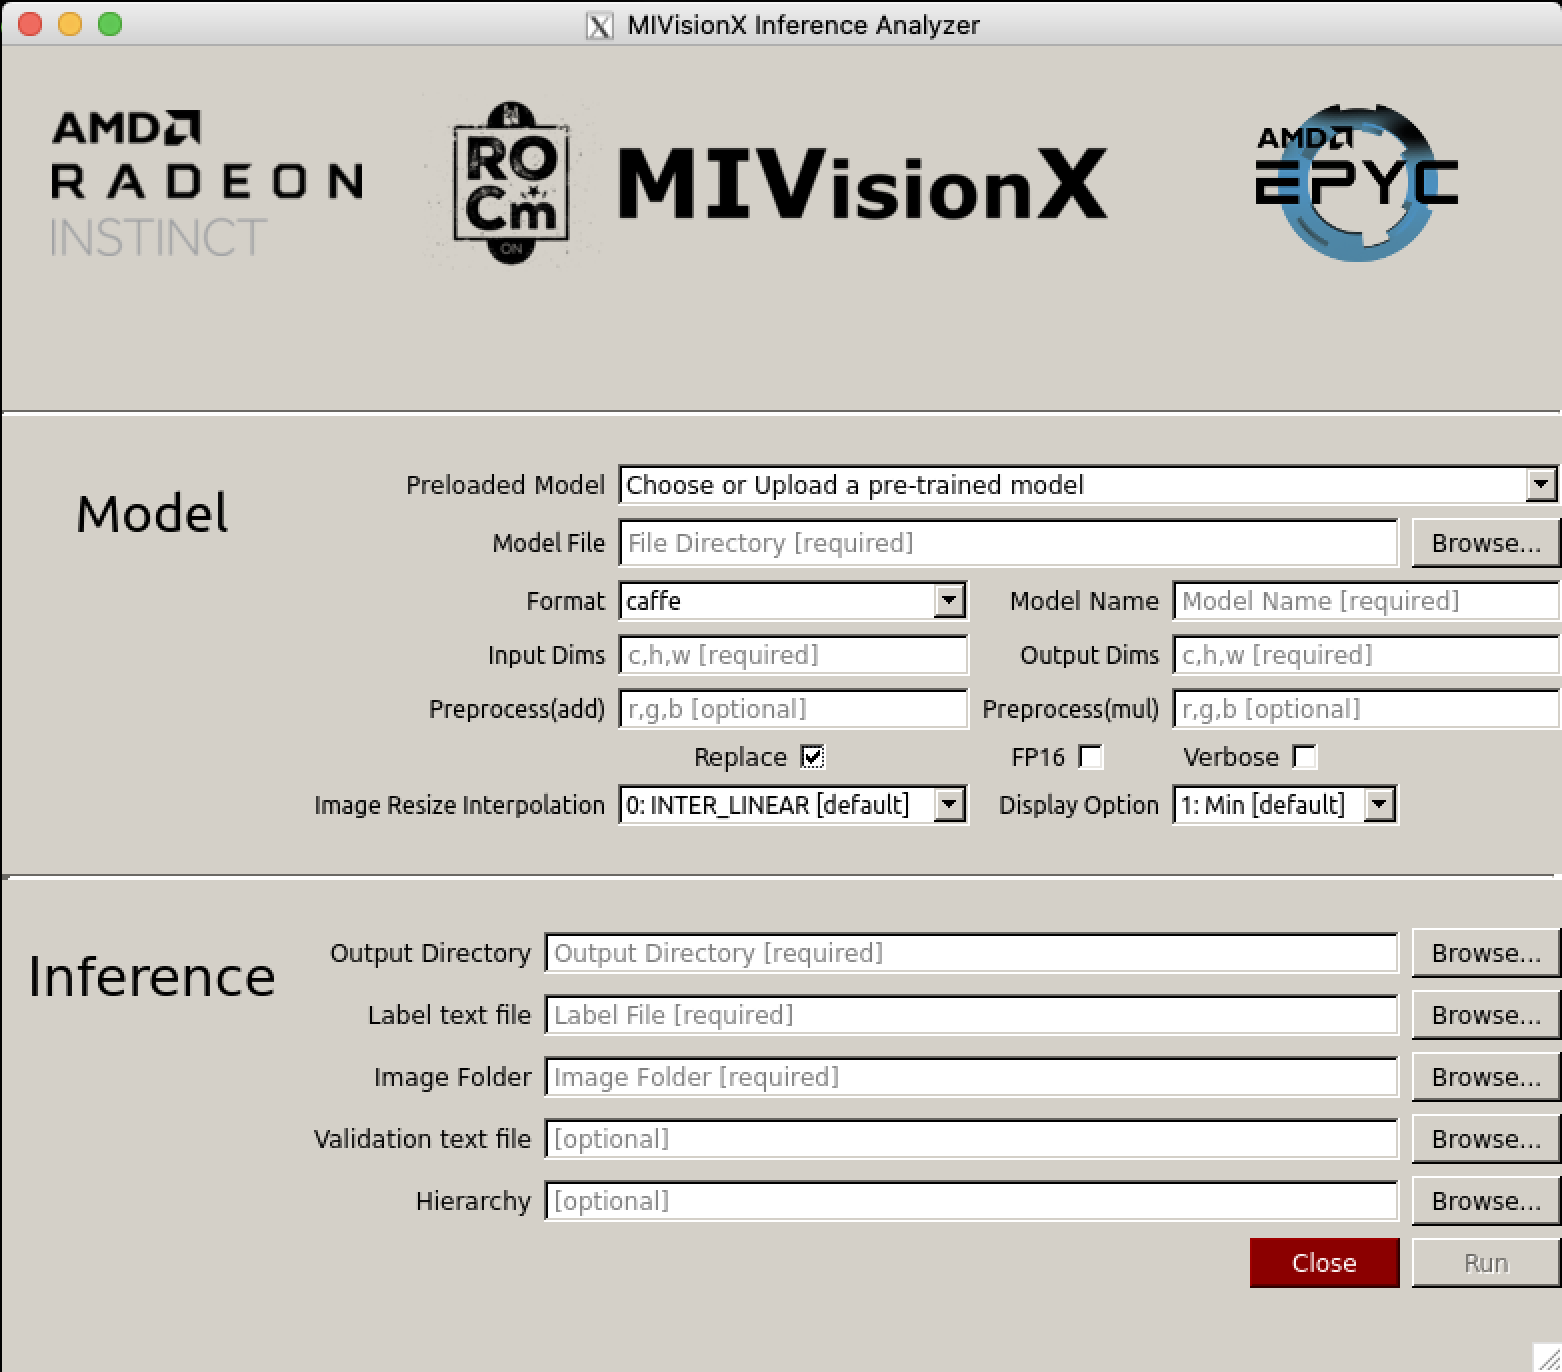 MIVisionX Inference Analyzer
AMD
RADEON
INSTINCT
ROCm
ON
MIVisionX
AMD
EPYC
Model
Preloaded Model Choose or Upload a pre-trained model
Model File File Directory [required] Browse...
Format caffe Model Name Model Name [required]
Input Dims c,h,w [required] Output Dims c,h,w [required]
Preprocess(add) r,g,b [optional] Preprocess(mul) r,g,b [optional]
Replace FP16 Verbose
Image Resize Interpolation 0: INTER_LINEAR [default] Display Option 1: Min [default]
Inference
Output Directory Output Directory [required] Browse...
Label text file Label File [required] Browse...
Image Folder Image Folder [required] Browse...
Validation text file [optional] Browse...
Hierarchy [optional] Browse...
Close Run